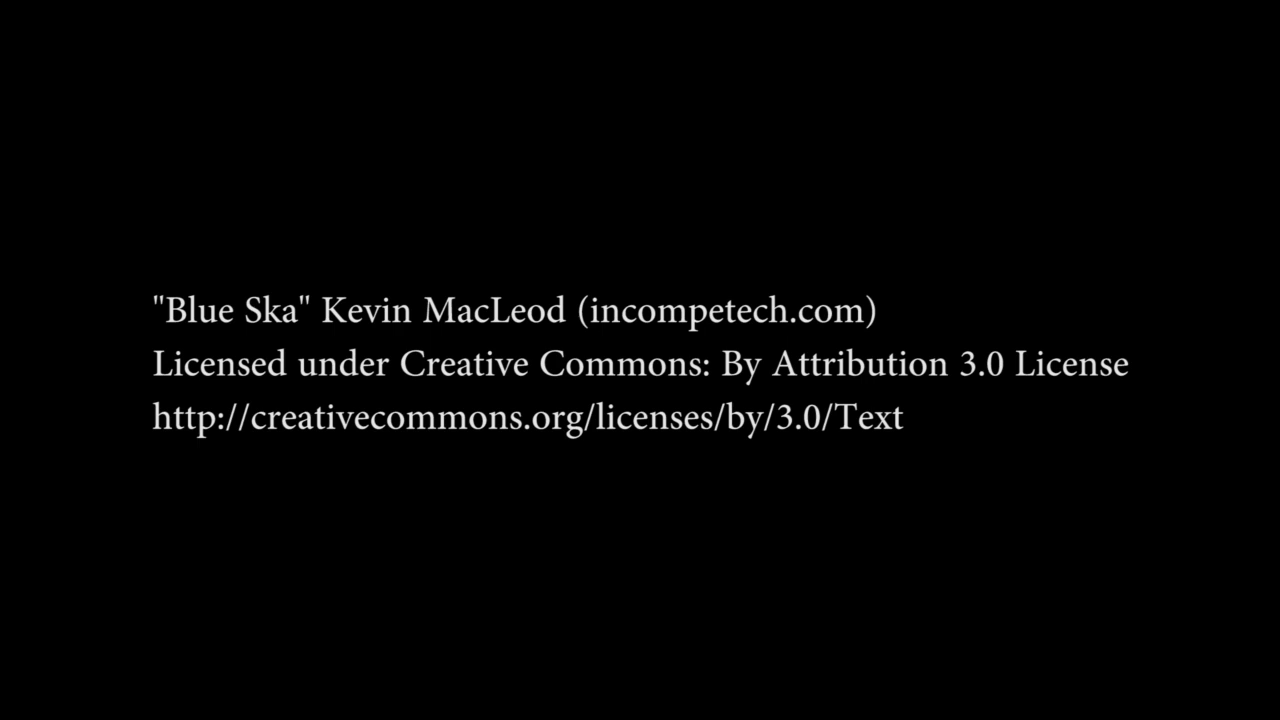 "Blue Ska" Kevin MacLeod (incompetech.com)
Licensed under Creative Commons: By Attribution 3.0 License
http://creativecommons.org/licenses/by/3.0/Text